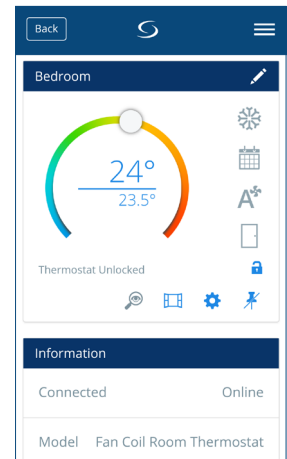 Back
Bedroom
24°
23.5°
A
Thermostat Unlocked
Information
Connected Online
Model Fan Coil Room Thermostat